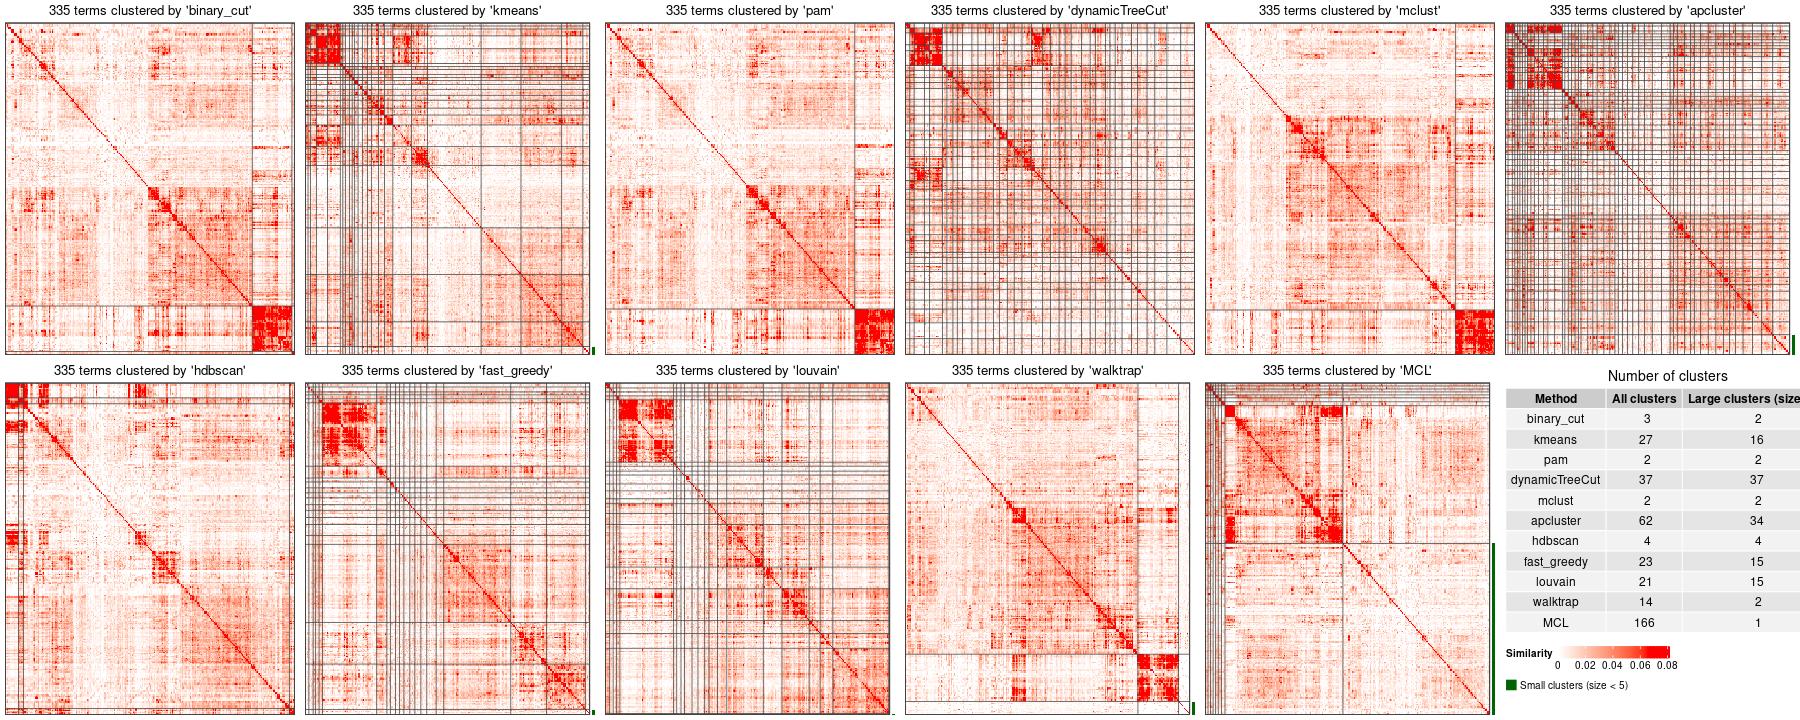 335 terms clustered by 'binary_cut'
335 terms clustered by 'kmeans'
335 terms clustered by 'pam'
335 terms clustered by 'dynamicTreeCut'
335 terms clustered by 'mclust'
335 terms clustered by 'apcluster'
335 terms clustered by 'hdbscan'
335 terms clustered by 'fast_greedy'
335 terms clustered by 'louvain'
335 terms clustered by 'walktrap'
335 terms clustered by 'MCL'
Number of clusters
Method All clusters Large clusters (size
binary_cut 3 2
kmeans 27 16
pam 2 2
dynamicTreeCut 37 37
mclust 2 2
apcluster 62 34
hdbscan 4 4
fast_greedy 23 15
louvain 21 15
walktrap 14 2
MCL 166 1
Similarity
0 0.02 0.04 0.06 0.08
Small clusters (size < 5)